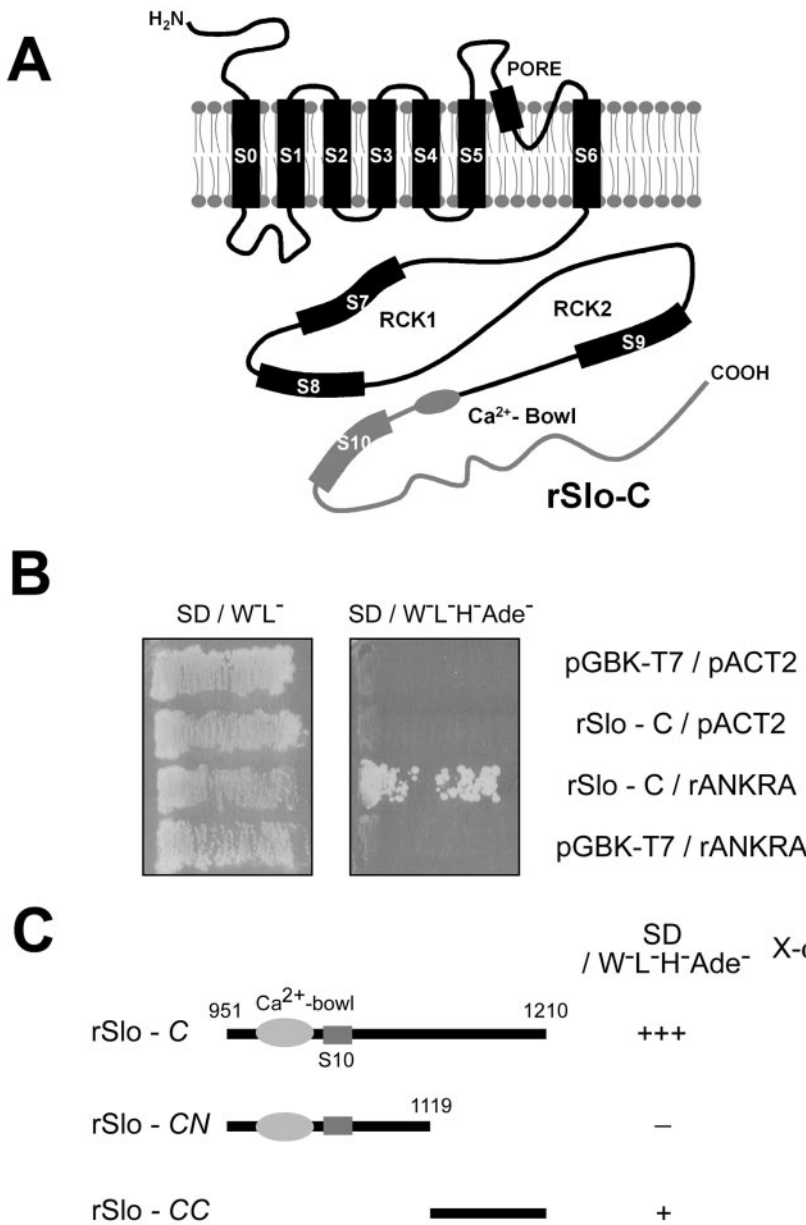 A
H₂N
PORE
S0 S1 S2 S3 S4 S5 S6
S7
RCK1
RCK2
S8
S9
COOH
Ca²⁺- Bowl
S10
rSlo-C
B
SD / W⁻L⁻
SD / W⁻L⁻H⁻Ade⁻
pGBK-T7 / pACT2
rSlo - C / pACT2
rSlo - C / rANKRA
pGBK-T7 / rANKRA
C
SD
/ W⁻L⁻H⁻Ade⁻
Ca²⁺-bowl
951
1210
rSlo - C
+++
S10
1119
rSlo - CN
–
rSlo - CC
+